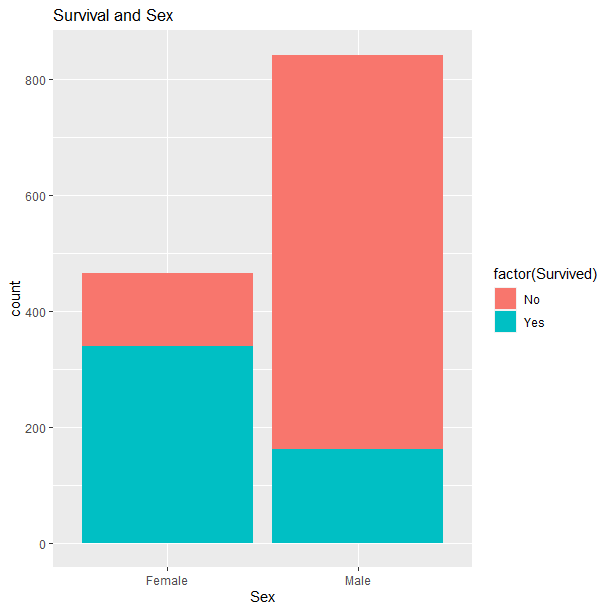 Survival and Sex
800
600
400
200
0
count
Female Male
Sex
factor(Survived)
No
Yes